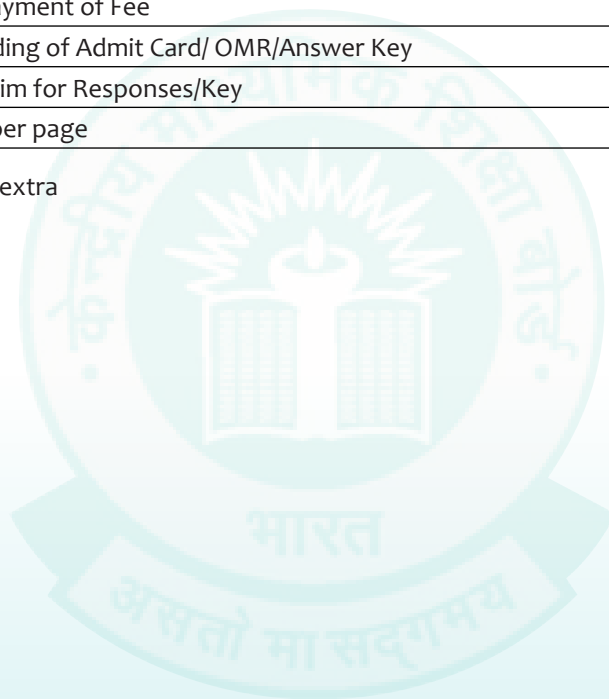 yment of Fee
ding of Admit Card/ OMR/Answer Key
im for Responses/Key
per page
extra
केन्द्रीय माध्यमिक शिक्षा बोर्ड
भारत
असतो मा सद्गमय